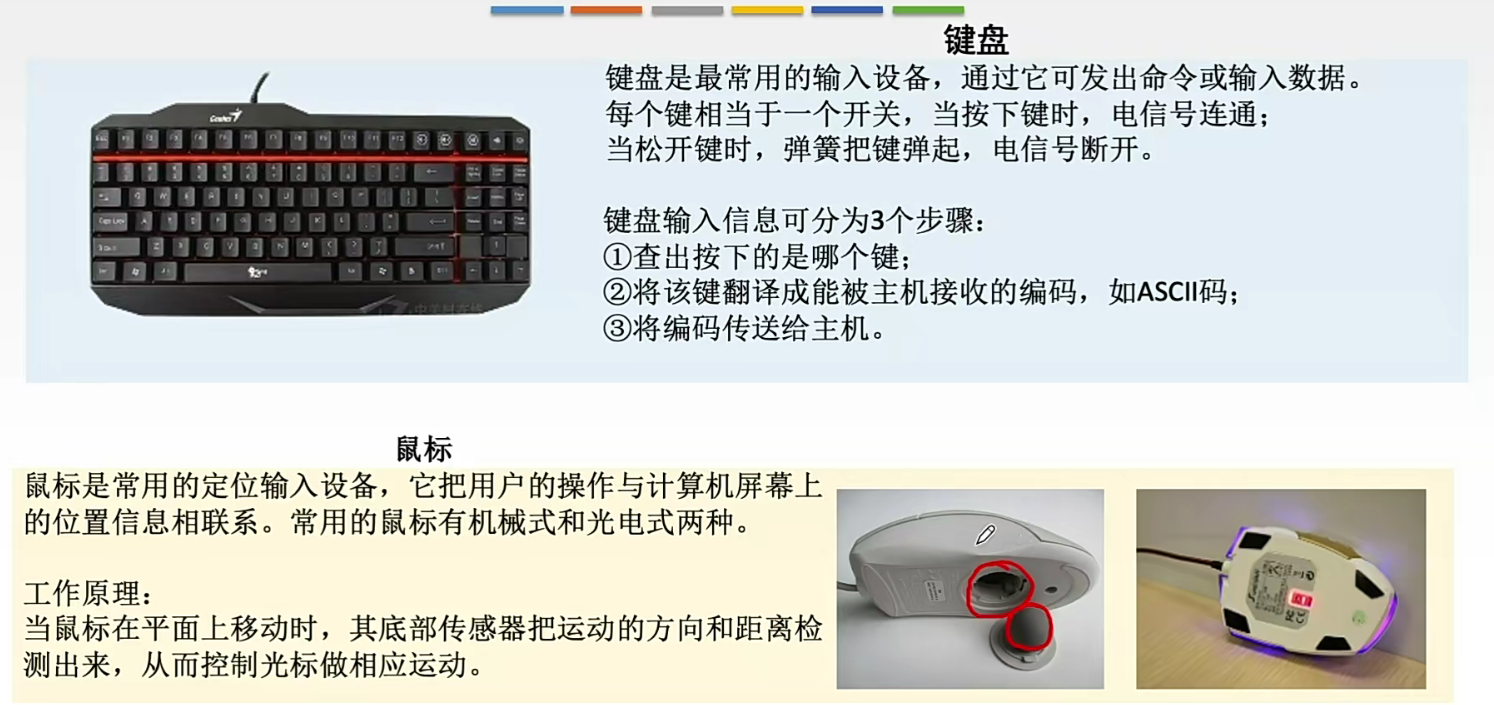 键盘
键盘是最常用的输入设备，通过它可发出命令或输入数据。
每个键相当于一个开关，当按下键时，电信号连通；
当松开键时，弹簧把键弹起，电信号断开。
键盘输入信息可分为3个步骤：
①查出按下的是哪个键；
②将该键翻译成能被主机接收的编码，如ASCII码；
③将编码传送给主机。
鼠标
鼠标是常用的定位输入设备，它把用户的操作与计算机屏幕上
的位置信息相联系。常用的鼠标有机械式和光电式两种。
工作原理：
当鼠标在平面上移动时，其底部传感器把运动的方向和距离检
测出来，从而控制光标做相应运动。